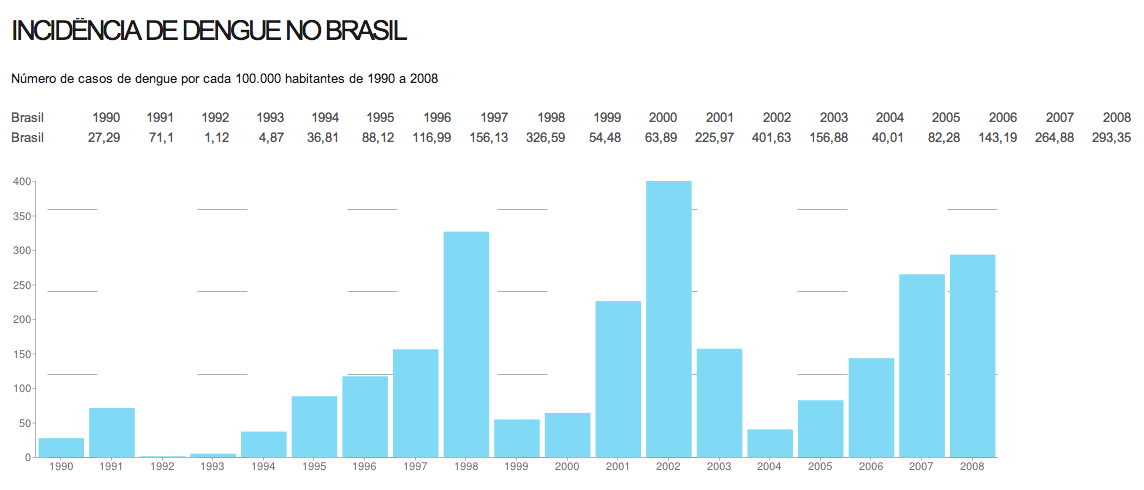 INCIDÊNCIA DE DENGUE NO BRASIL
Número de casos de dengue por cada 100.000 habitantes de 1990 a 2008
Brasil 1990 1991 1992 1993 1994 1995 1996 1997 1998 1999 2000 2001 2002 2003 2004 2005 2006 2007 2008
Brasil 27,29 71,1 1,12 4,87 36,81 88,12 116,99 156,13 326,59 54,48 63,89 225,97 401,63 156,88 40,01 82,28 143,19 264,88 293,35
400
350
300
250
200
150
100
50
0
1990 1991 1992 1993 1994 1995 1996 1997 1998 1999 2000 2001 2002 2003 2004 2005 2006 2007 2008